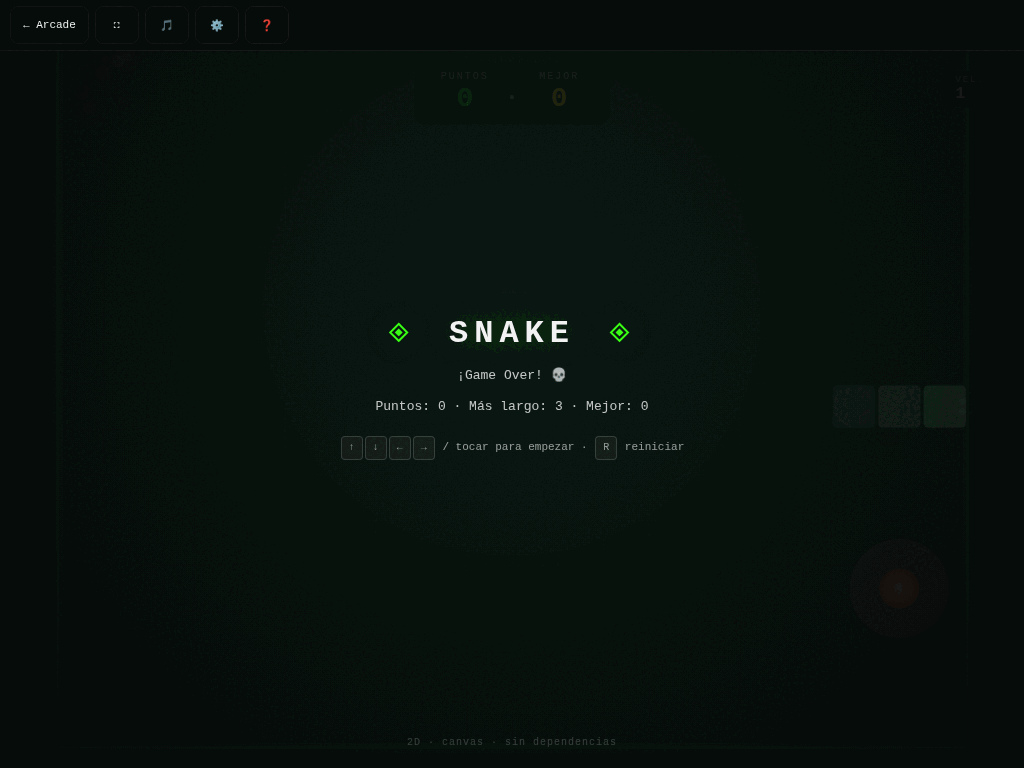 ← Arcade
PUNTOS MEJOR
0 · 0
1
SNAKE
¡Game Over! 💀
Puntos: 0 · Más largo: 3 · Mejor: 0
↑ ↓ ← → / tocar para empezar · R reiniciar
2D · canvas · sin dependencias